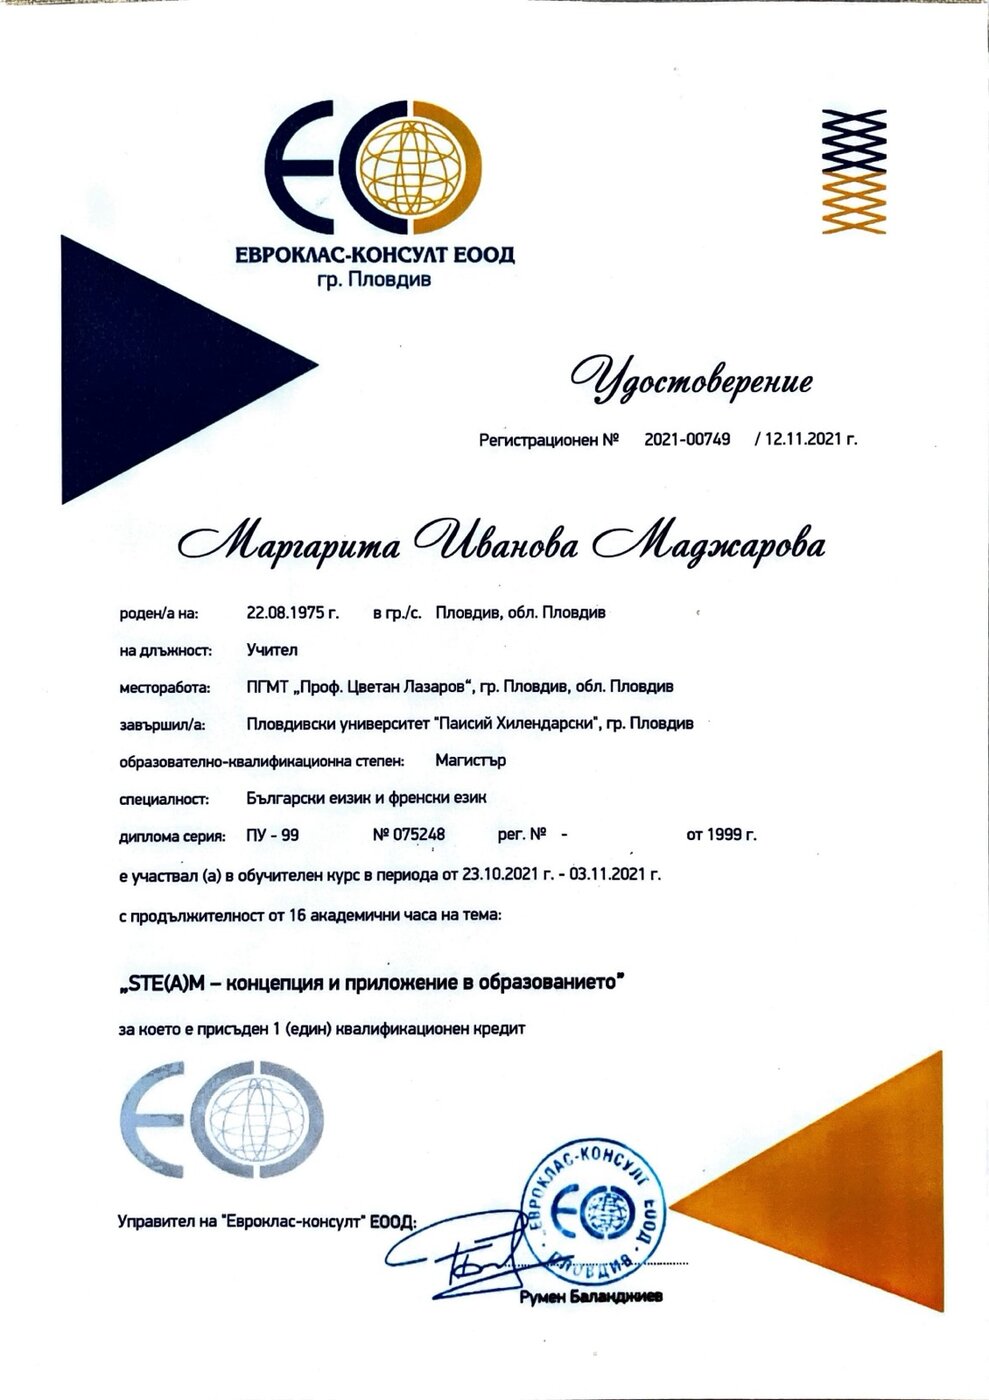 ЕВРОКЛАС-КОНСУЛТ ЕООД
гр. Пловдив
Удостоверение
Регистрационен № 2021-00749 / 12.11.2021 г.
Маргарита Иванова Маджарова
роден/а на: 22.08.1975 г. в гр./с. Пловдив, обл. Пловдив
на длъжност: Учител
месторабота: ПГМТ „Проф. Цветан Лазаров“, гр. Пловдив, обл. Пловдив
завършил/а: Пловдивски университет "Паисий Хилендарски", гр. Пловдив
образователно-квалификационна степен: Магистър
специалност: Български еизик и френски език
диплома серия: ПУ - 99 № 075248 рег. № - от 1999 г.
е участвал (а) в обучителен курс в периода от 23.10.2021 г. - 03.11.2021 г.
с продължителност от 16 академични часа на тема:
„STE(A)M – концепция и приложение в образованието"
за което е присъден 1 (един) квалификационен кредит
ЕВРОКЛАС-КОНСУЛТ ЕООД · ПЛОВДИВ ·
Управител на "Евроклас-консулт" ЕООД:
Румен Баланджиев